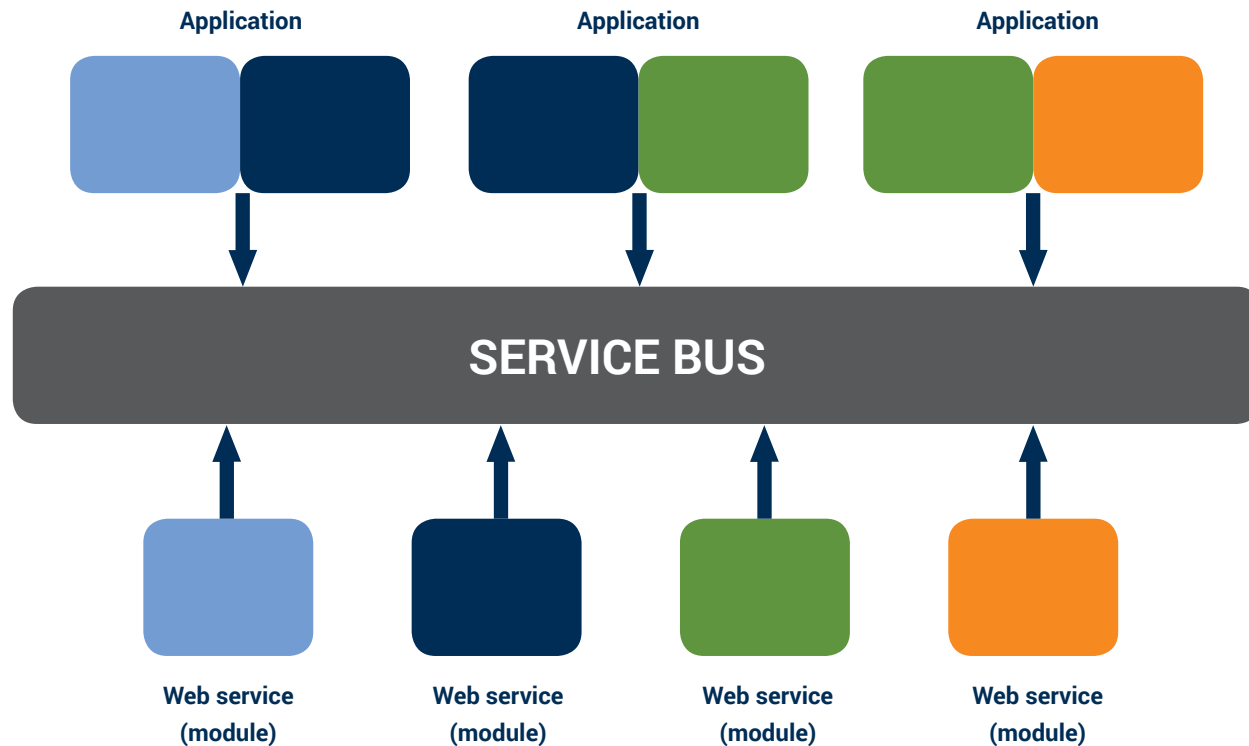 Application
Application
Application
SERVICE BUS
Web service
(module)
Web service
(module)
Web service
(module)
Web service
(module)